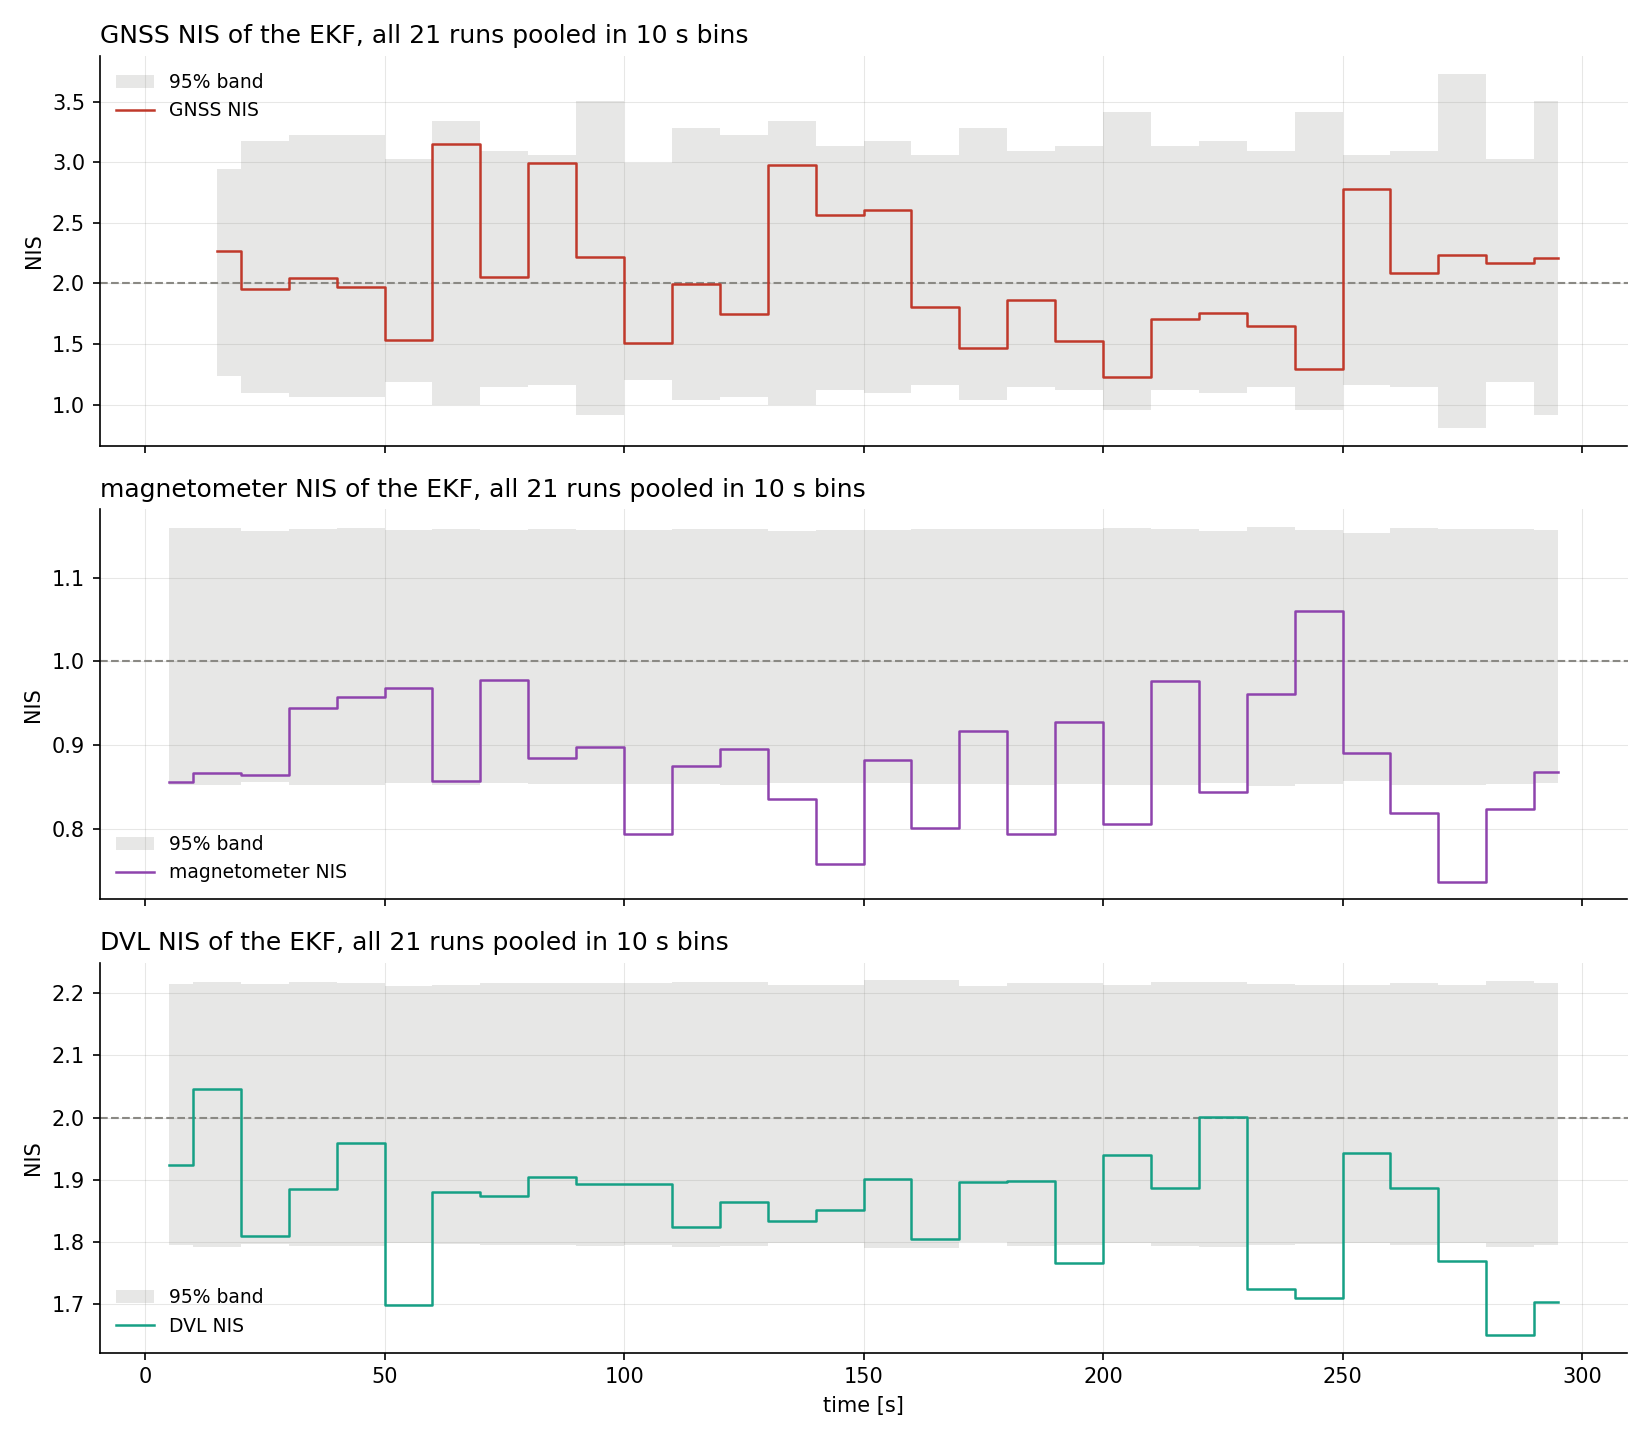 GNSS NIS of the EKF, all 21 runs pooled in 10 s bins
95% band
GNSS NIS
3.5
3.0
2.5
2.0
1.5
1.0
NIS
magnetometer NIS of the EKF, all 21 runs pooled in 10 s bins
1.1
1.0
0.9
0.8
NIS
95% band
magnetometer NIS
DVL NIS of the EKF, all 21 runs pooled in 10 s bins
2.2
2.1
2.0
1.9
1.8
1.7
NIS
95% band
DVL NIS
0 50 100 150 200 250 300
time [s]